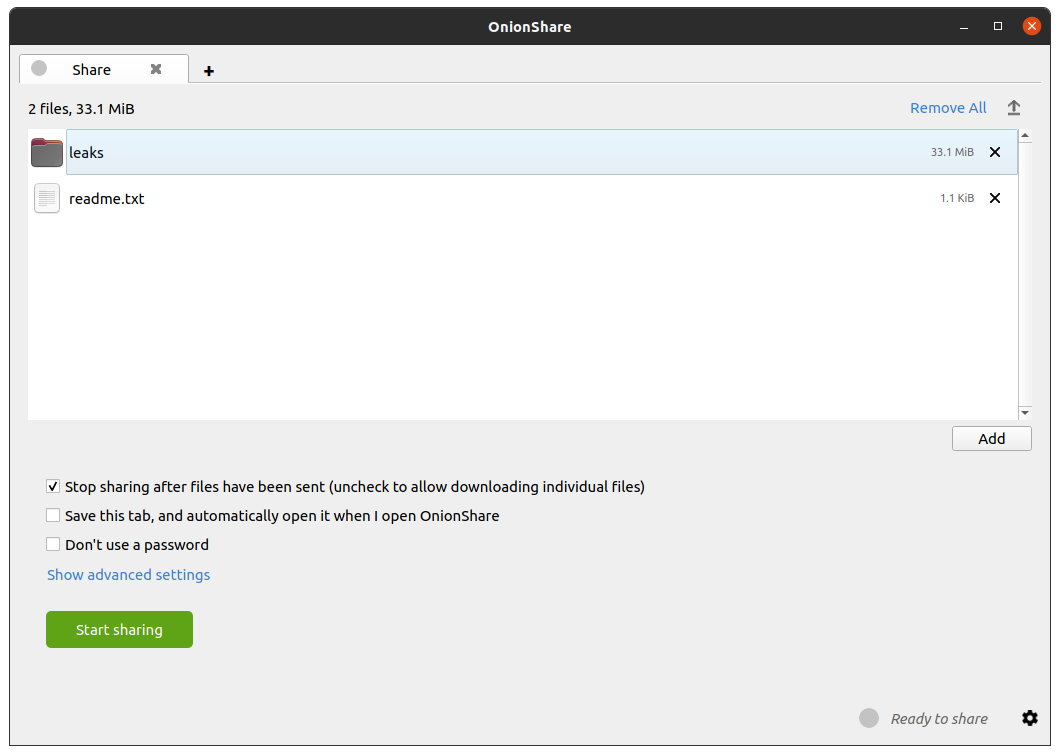 OnionShare
Share
2 files, 33.1 MiB
Remove All
leaks
33.1 MiB
readme.txt
1.1 KiB
Add
Stop sharing after files have been sent (uncheck to allow downloading individual files)
Save this tab, and automatically open it when I open OnionShare
Don't use a password
Show advanced settings
Start sharing
Ready to share